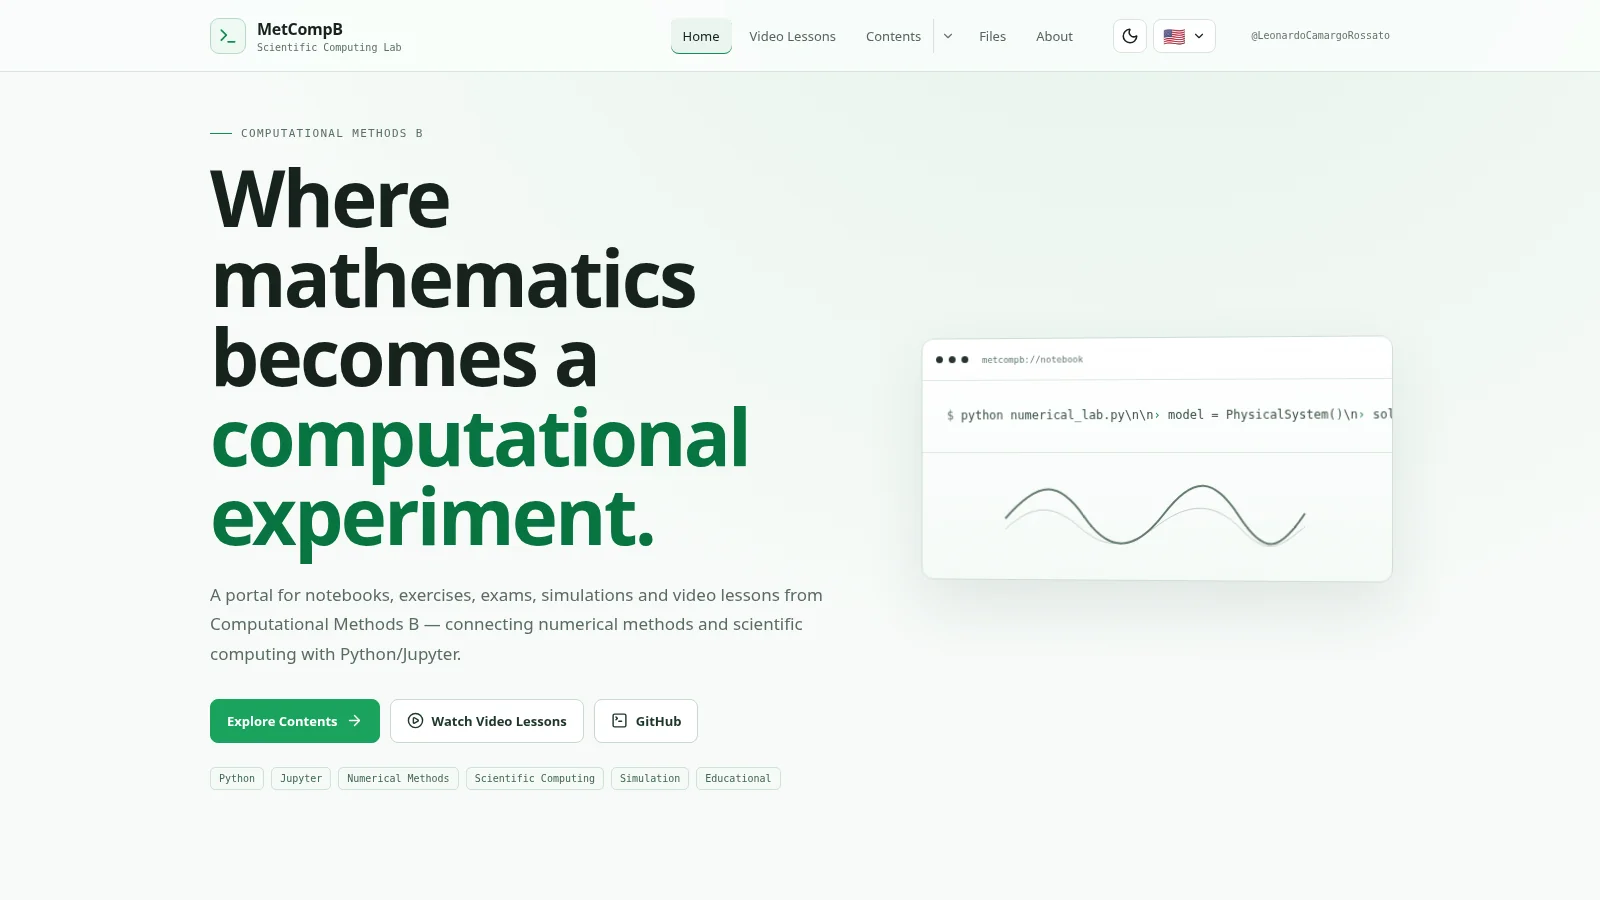 MetCompB
Scientific Computing Lab
Home
Video Lessons
Contents
Files
About
@LeonardoCamargoRossato
COMPUTATIONAL METHODS B
Where
mathematics
becomes a
computational
experiment.
A portal for notebooks, exercises, exams, simulations and video lessons from
Computational Methods B — connecting numerical methods and scientific
computing with Python/Jupyter.
Explore Contents
Watch Video Lessons
GitHub
Python
Jupyter
Numerical Methods
Scientific Computing
Simulation
Educational
metcompb://notebook
$ python numerical_lab.py\n\n› model = PhysicalSystem()\n› sol